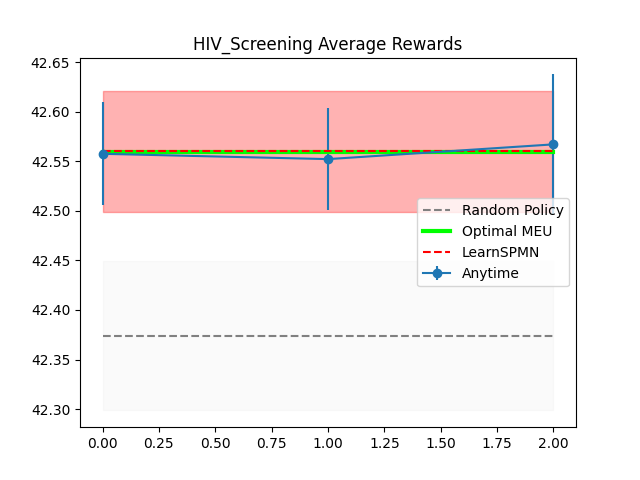 HIV_Screening Average Rewards
42.65
42.60
42.55
42.50
42.45
42.40
42.35
42.30
Random Policy
Optimal MEU
LearnSPMN
Anytime
0.00 0.25 0.50 0.75 1.00 1.25 1.50 1.75 2.00